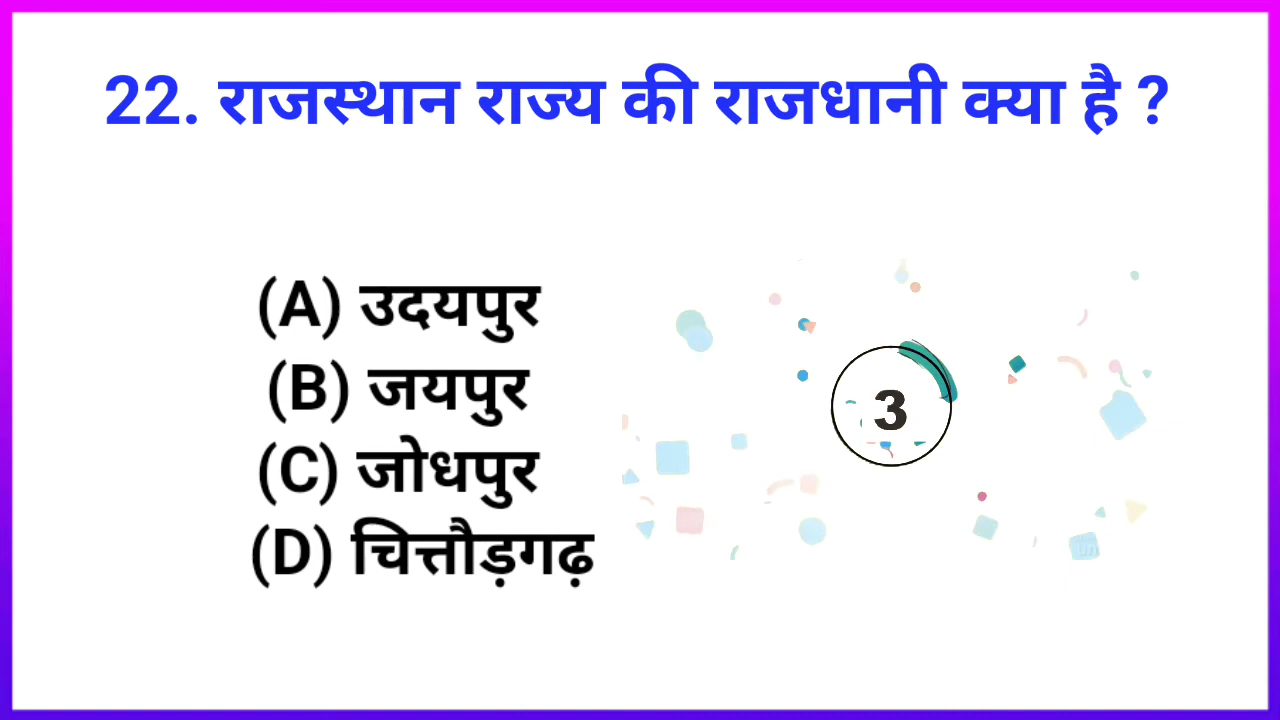 22. राजस्थान राज्य की राजधानी क्या है ?
(A) उदयपुर
(B) जयपुर
(C) जोधपुर
(D) चित्तौड़गढ़
3